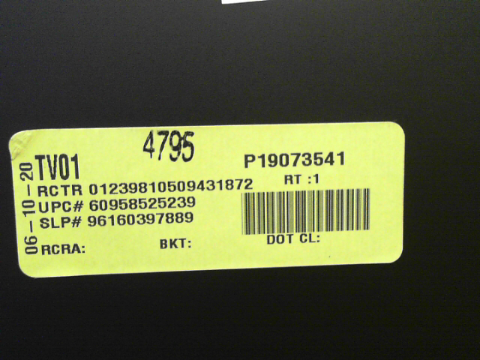 4795
06-10-20
TV01
P19073541
RCTR 01239810509431872
RT :1
UPC# 60958525239
SLP# 96160397889
RCRA:
BKT:
DOT CL: